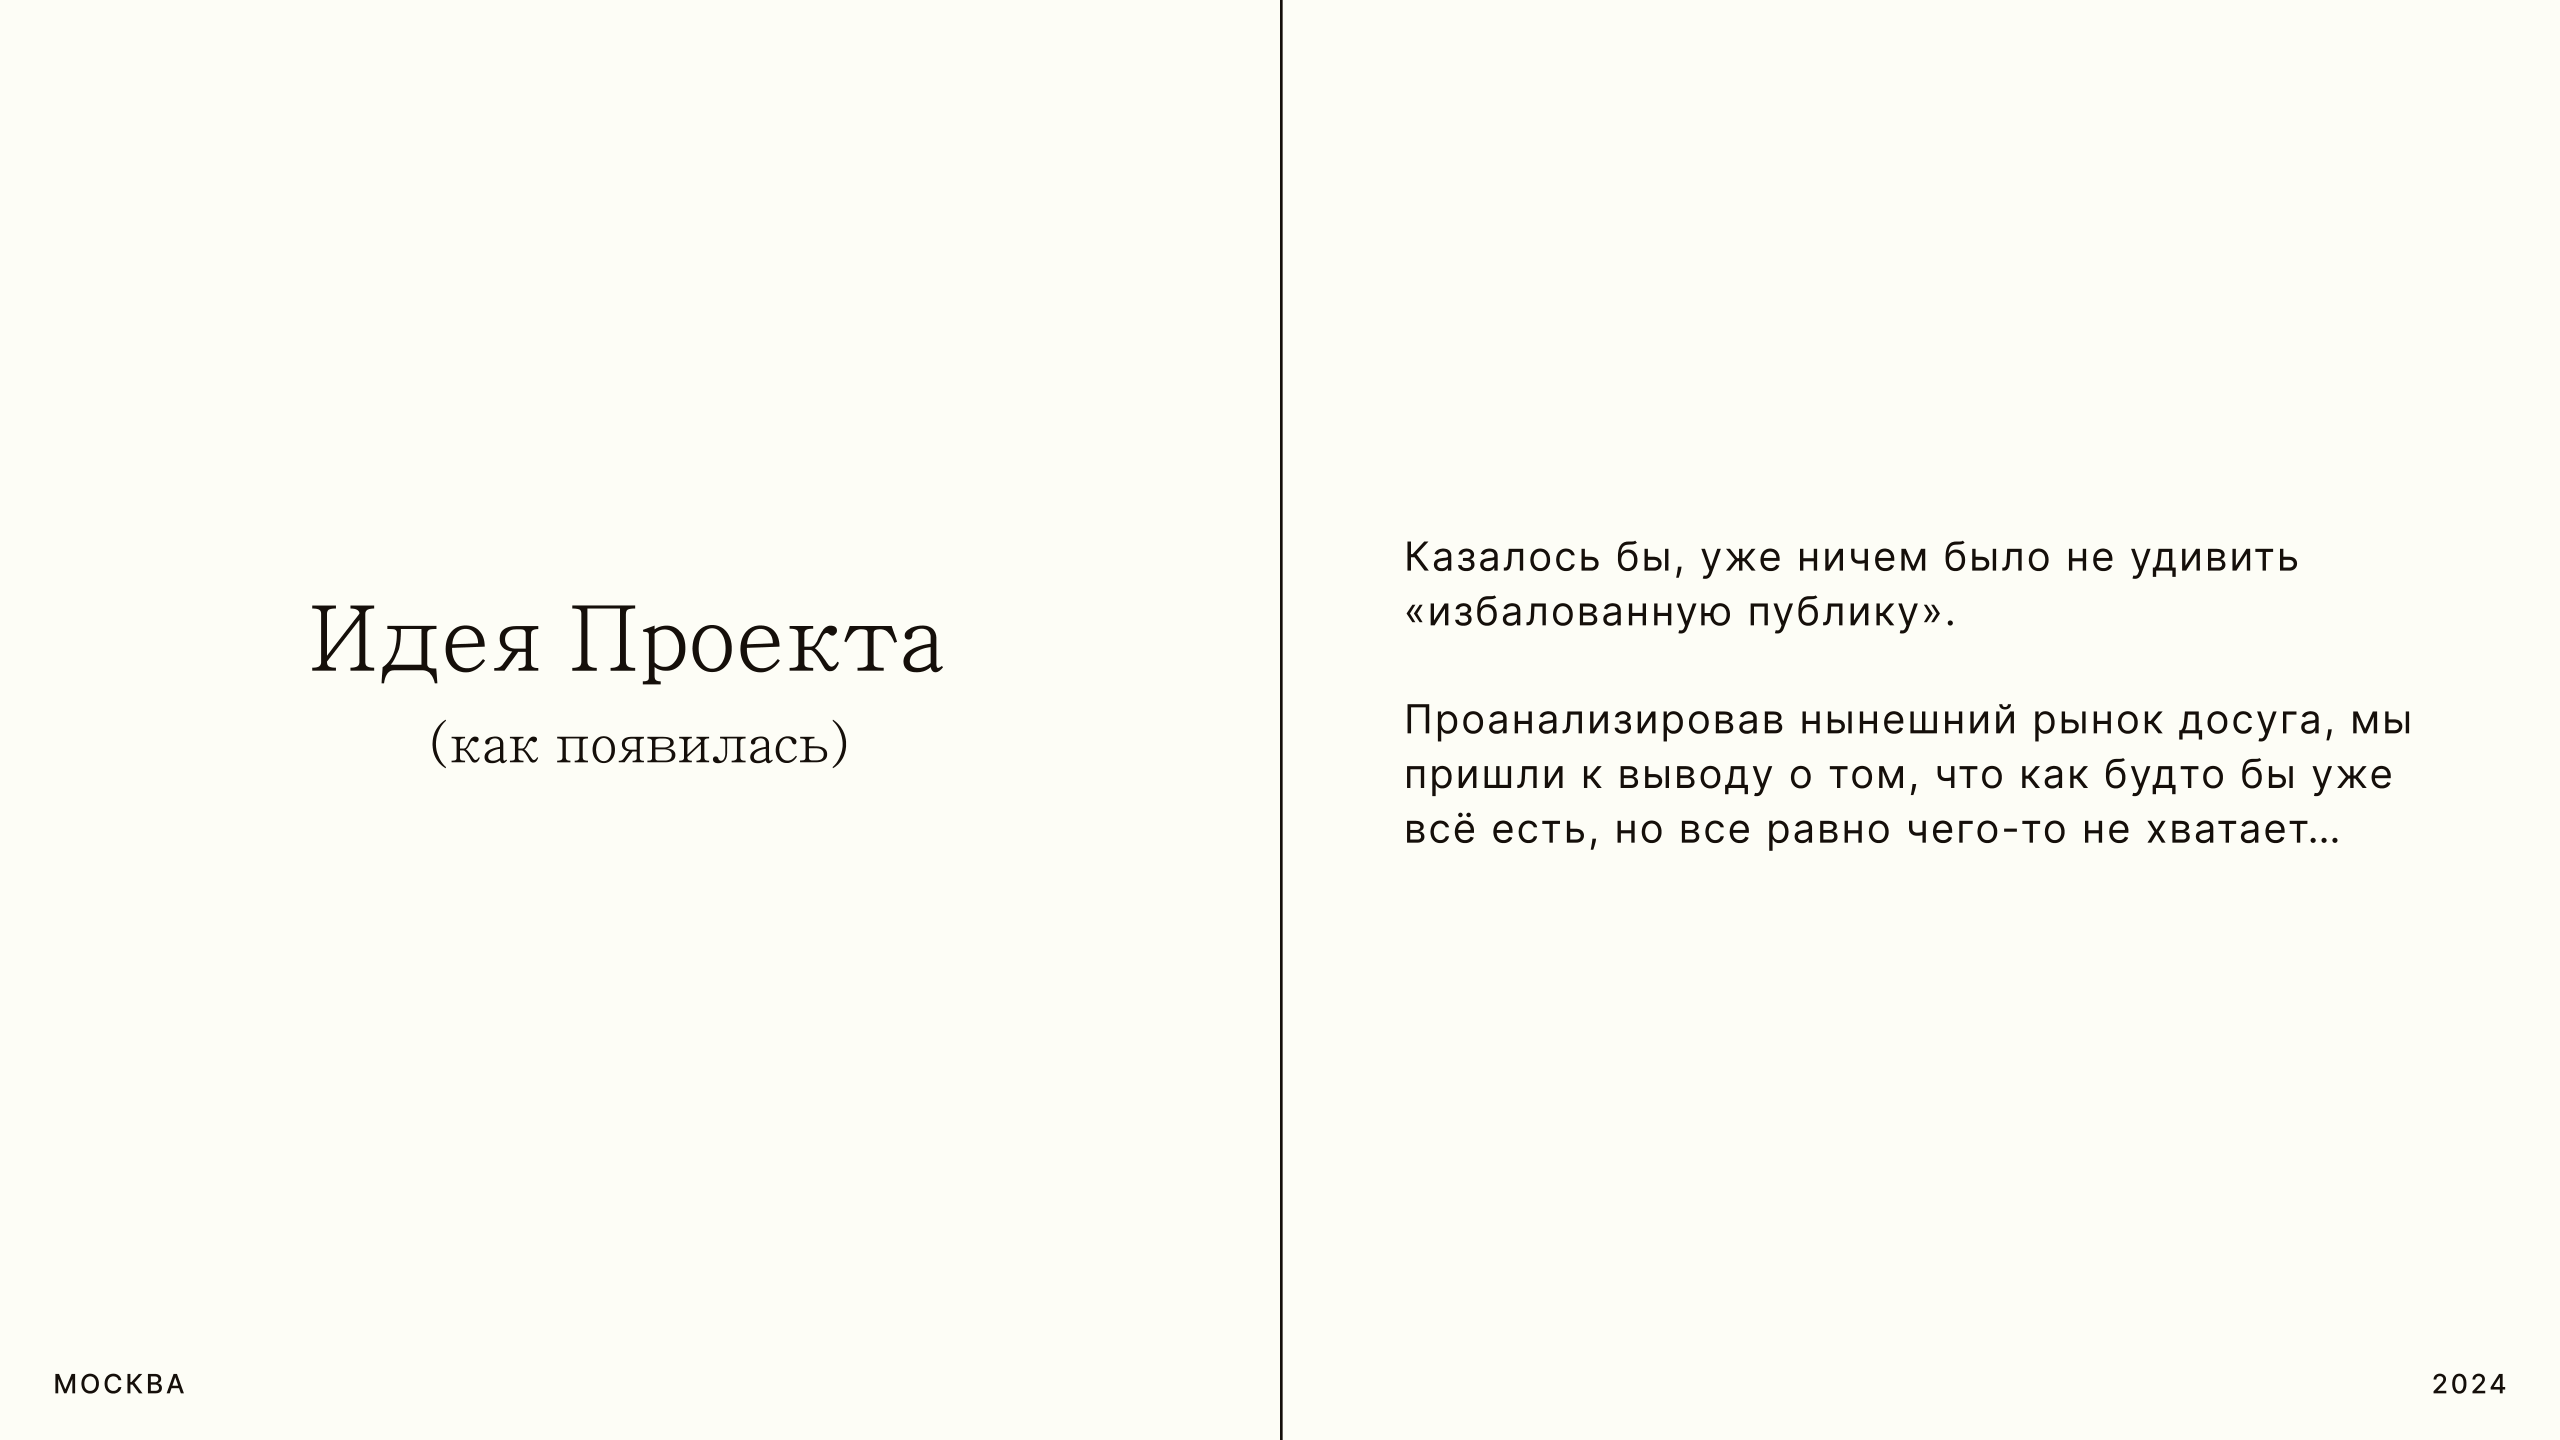 Идея Проекта
(как появилась)
Казалось бы, уже ничем было не удивить
«избалованную публику».
Проанализировав нынешний рынок досуга, мы
пришли к выводу о том, что как будто бы уже
всё есть, но все равно чего-то не хватает...
МОСКВА
2024